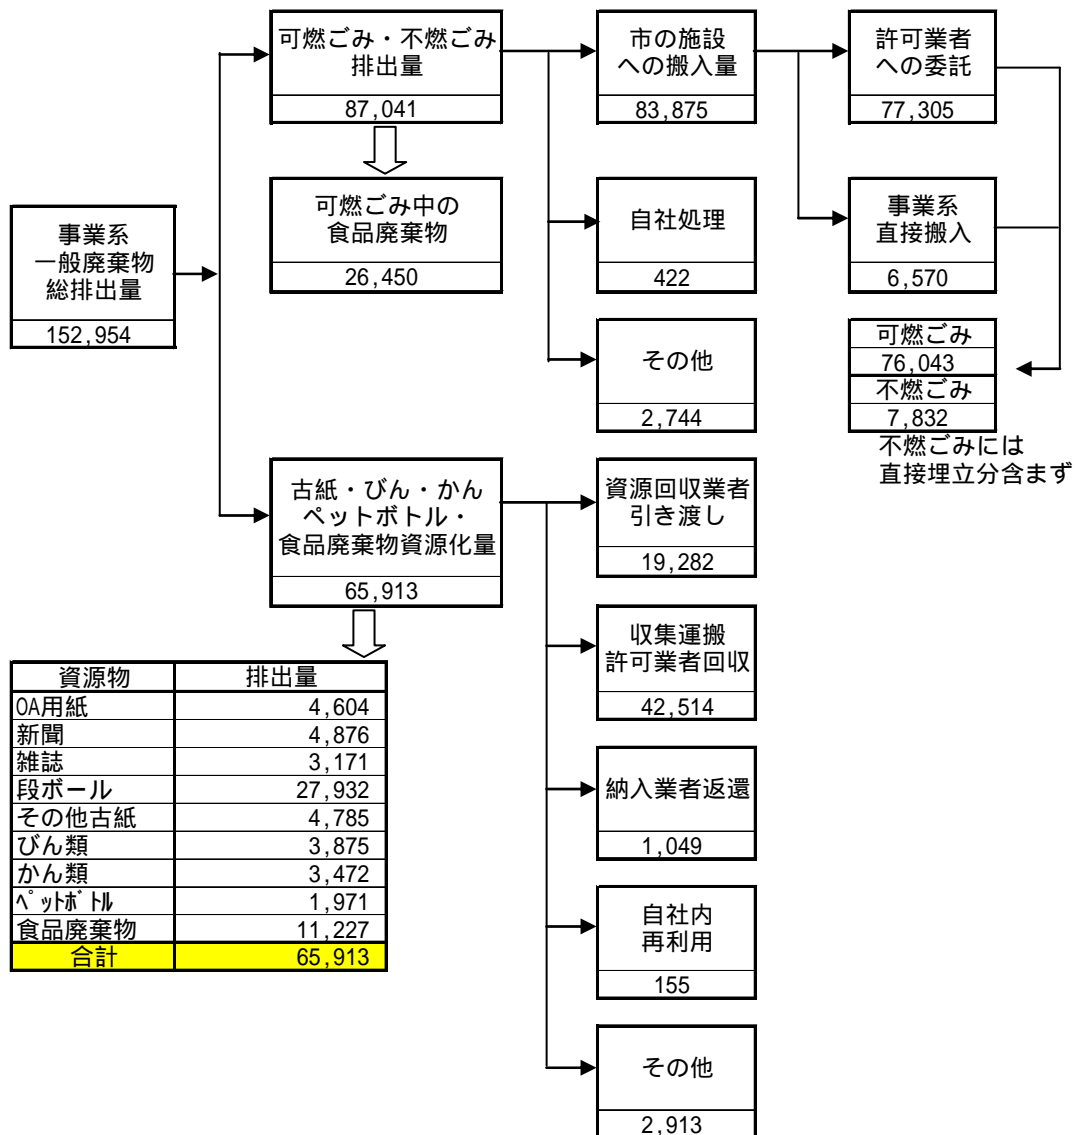 事業系
一般廃棄物
総排出量
152,954
可燃ごみ・不燃ごみ
排出量
87,041
可燃ごみ中の
食品廃棄物
26,450
市の施設
への搬入量
83,875
自社処理
422
その他
2,744
許可業者
への委託
77,305
事業系
直接搬入
6,570
可燃ごみ
76,043
不燃ごみ
7,832
不燃ごみには
直接埋立分含まず
古紙・びん・かん
ペットボトル・
食品廃棄物資源化量
65,913
資源回収業者
引き渡し
19,282
収集運搬
許可業者回収
42,514
納入業者返還
1,049
自社内
再利用
155
その他
2,913
資源物 排出量
OA用紙 4,604
新聞 4,876
雑誌 3,171
段ボール 27,932
その他古紙 4,785
びん類 3,875
かん類 3,472
ﾍﾟｯﾄﾎﾞﾄﾙ 1,971
食品廃棄物 11,227
合計 65,913